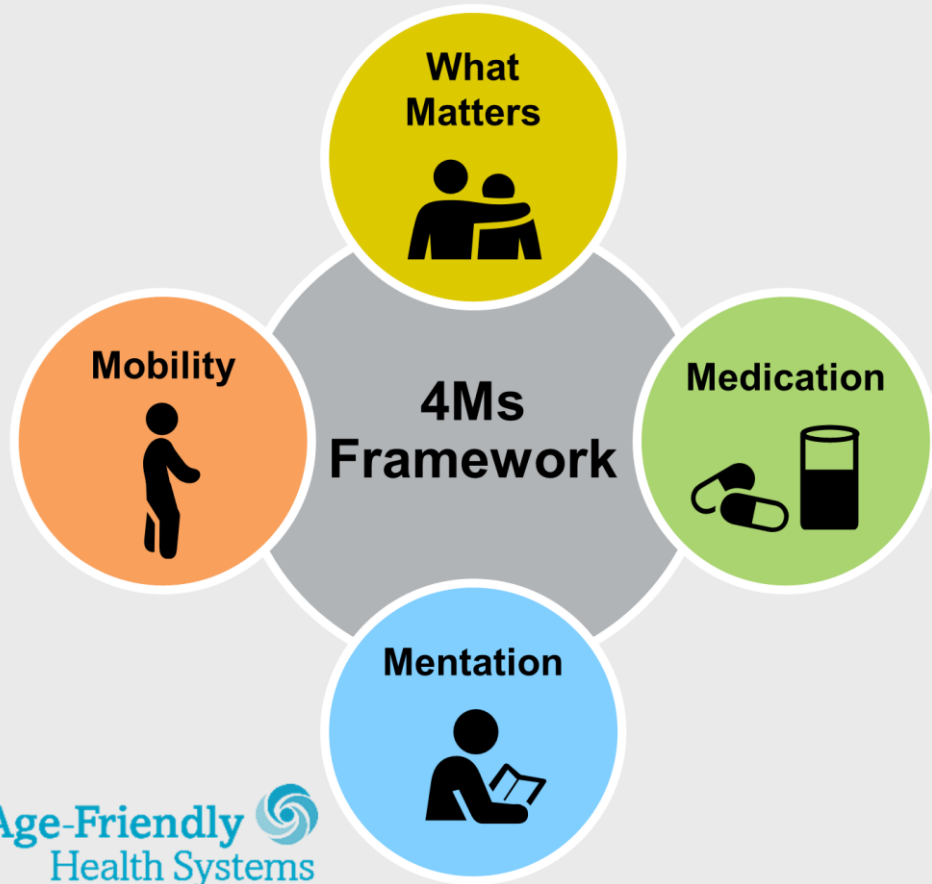 What
Matters
Mobility
4Ms
Framework
Medication
Mentation
Age-Friendly
Health Systems